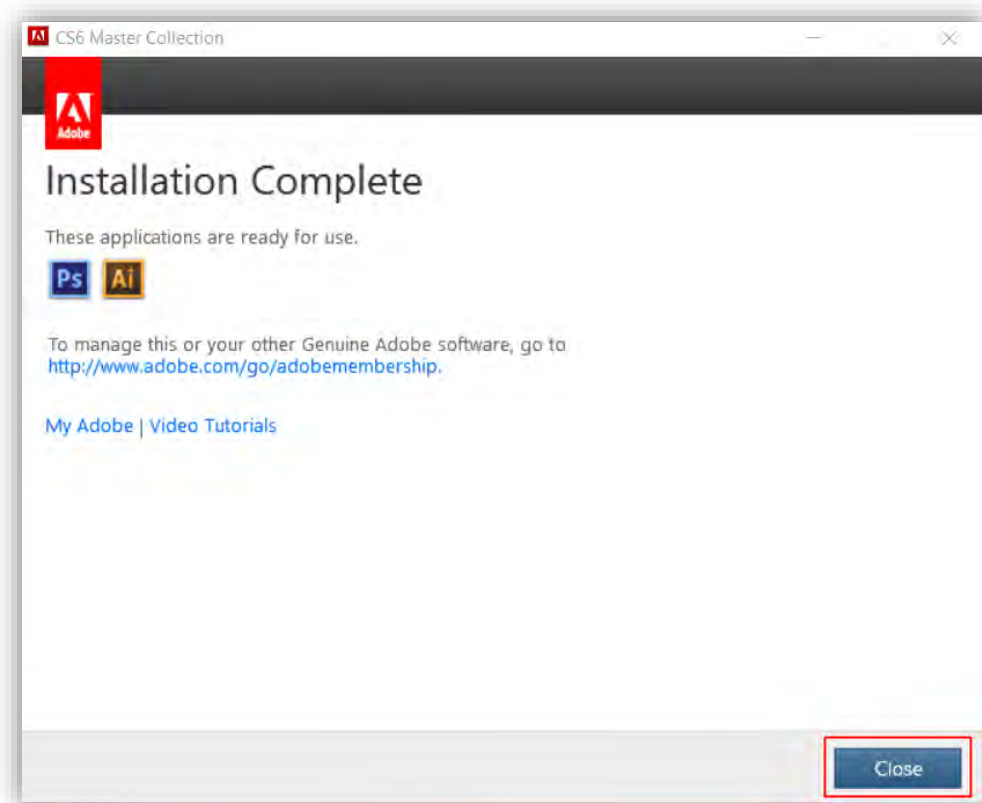 CS6 Master Collection
Adobe
Installation Complete
These applications are ready for use.
Ps Ai
To manage this or your other Genuine Adobe software, go to
http://www.adobe.com/go/adobemembership.
My Adobe | Video Tutorials
Close